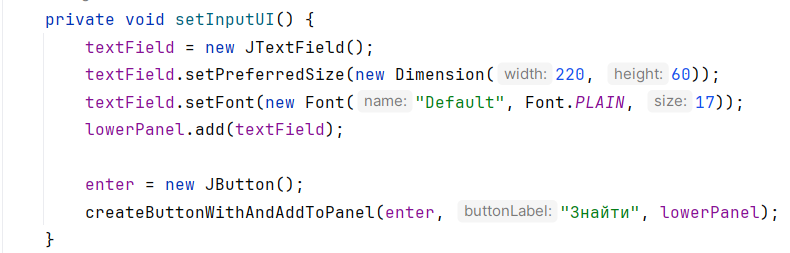 private void setInputUI() {
textField = new JTextField();
textField.setPreferredSize(new Dimension( width: 220, height: 60));
textField.setFont(new Font( name: "Default", Font.PLAIN, size: 17));
lowerPanel.add(textField);
enter = new JButton();
createButtonWithAndAddToPanel(enter, buttonLabel: "Знайти", lowerPanel);
}